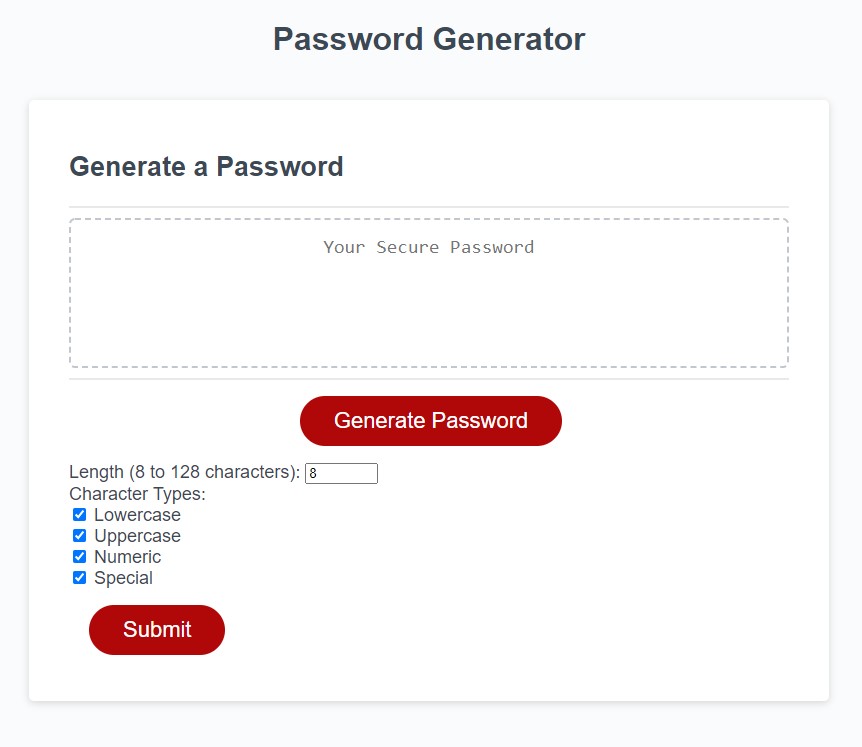 Password Generator
Generate a Password
Your Secure Password
Generate Password
Length (8 to 128 characters): 8
Character Types:
Lowercase
Uppercase
Numeric
Special
Submit